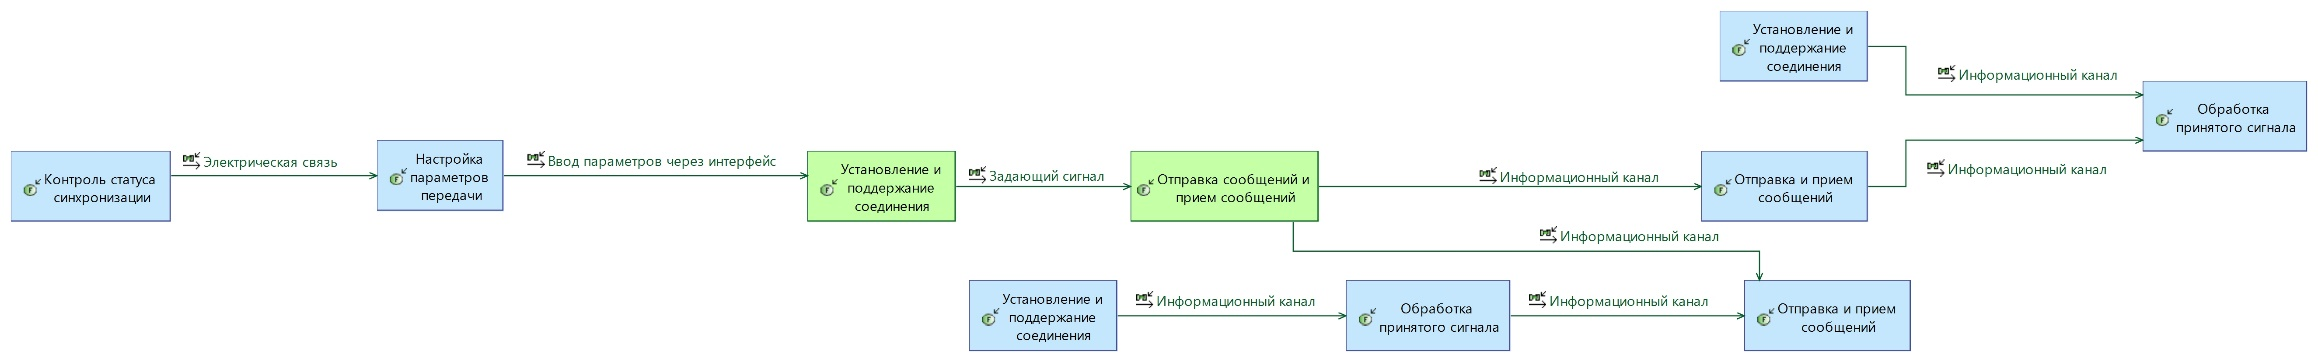 Установление и
поддержание
соединения
Информационный канал
Обработка
принятого сигнала
Контроль статуса
синхронизации
Электрическая связь
Настройка
параметров
передачи
Ввод параметров через интерфейс
Установление и
поддержание
соединения
Задающий сигнал
Отправка сообщений и
прием сообщений
Информационный канал
Отправка и прием
сообщений
Информационный канал
Информационный канал
Установление и
поддержание
соединения
Информационный канал
Обработка
принятого сигнала
Информационный канал
Отправка и прием
сообщений